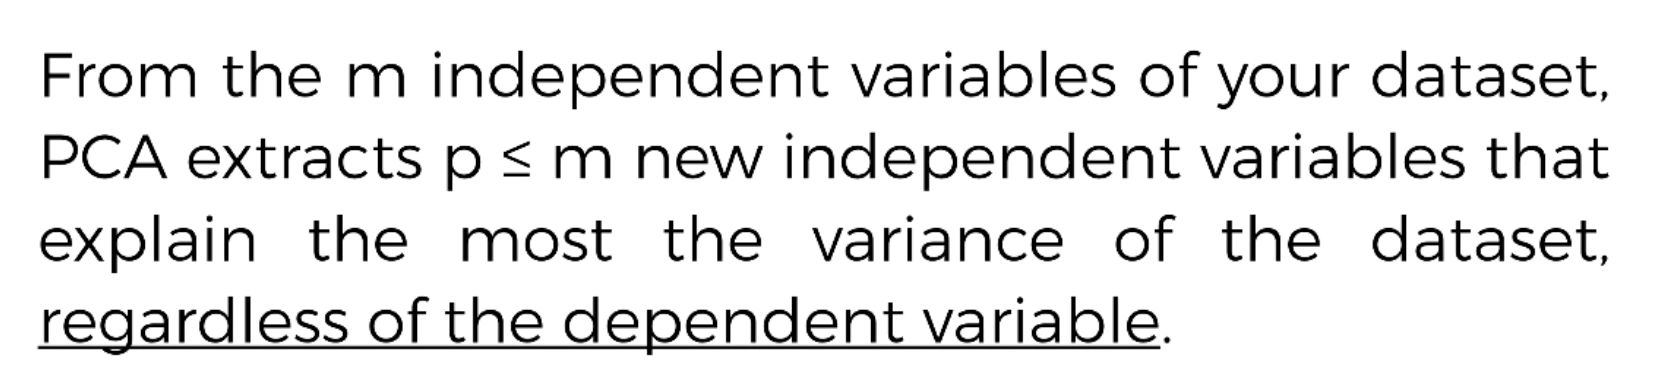 From the m independent variables of your dataset,
PCA extracts p ≤ m new independent variables that
explain the most the variance of the dataset,
regardless of the dependent variable.